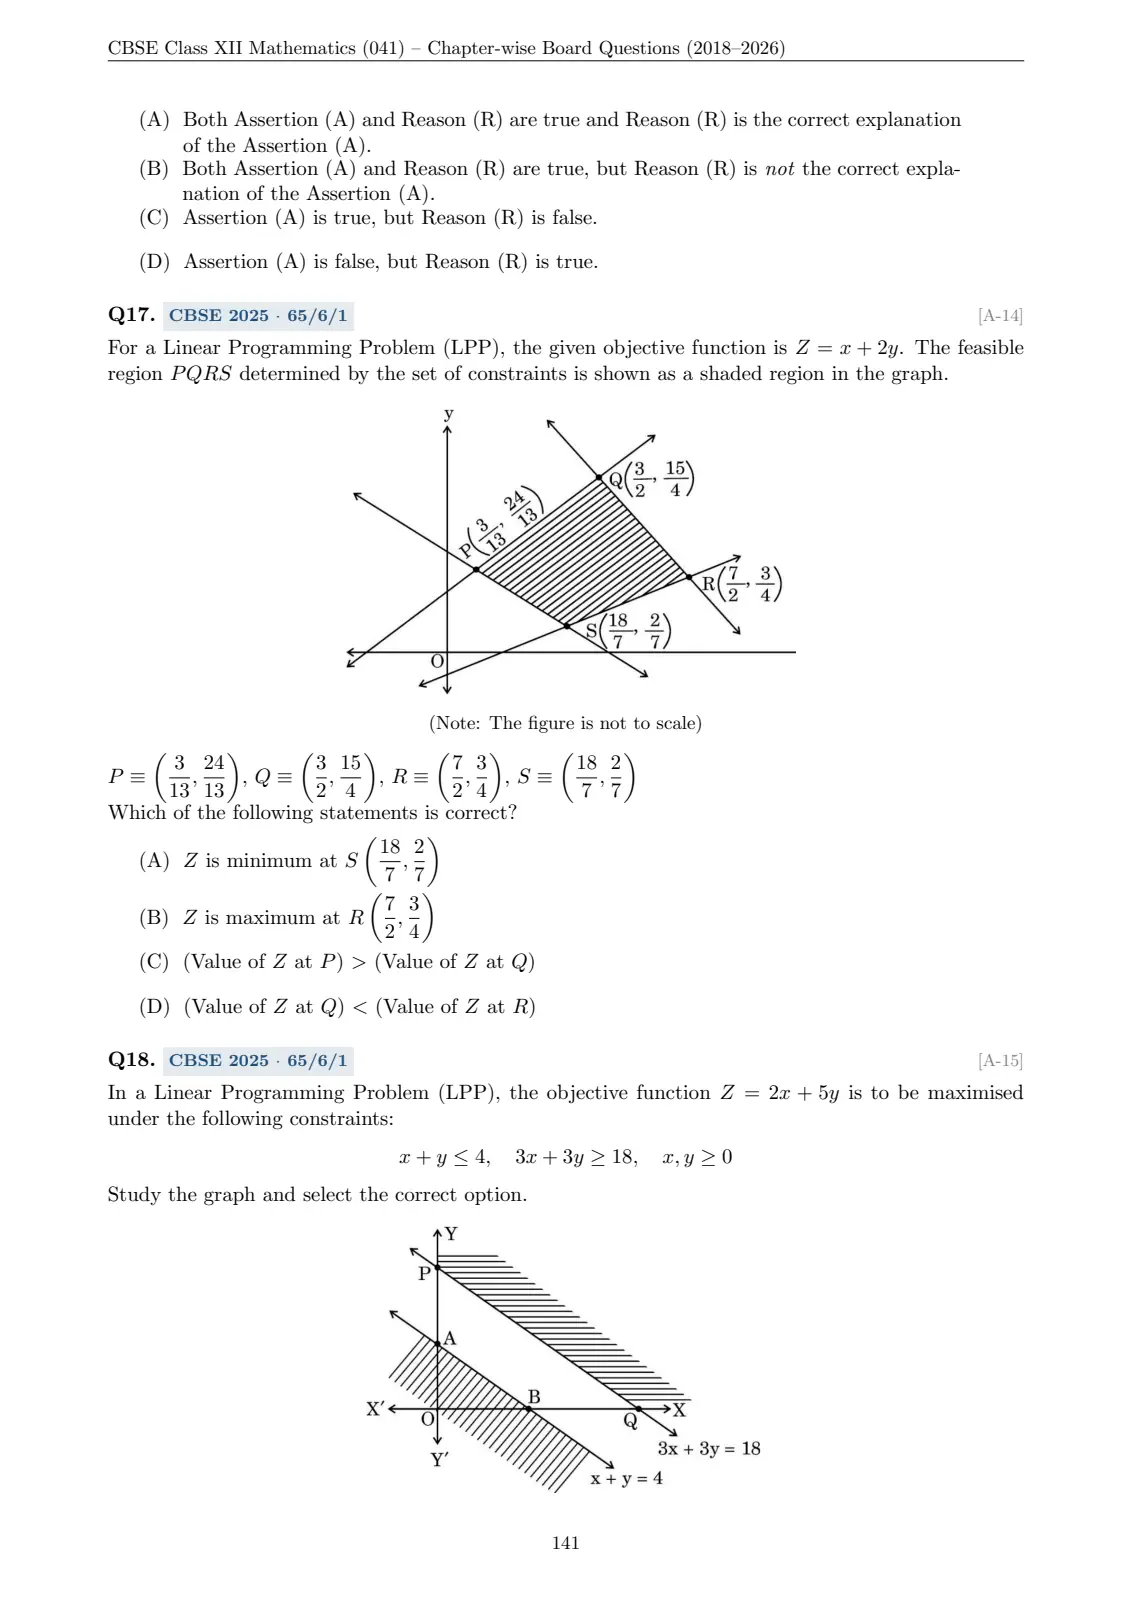 CBSE Class XII Mathematics (041) – Chapter-wise Board Questions (2018–2026)
(A) Both Assertion (A) and Reason (R) are true and Reason (R) is the correct explanation
of the Assertion (A).
(B) Both Assertion (A) and Reason (R) are true, but Reason (R) is not the correct expla-
nation of the Assertion (A).
(C) Assertion (A) is true, but Reason (R) is false.
(D) Assertion (A) is false, but Reason (R) is true.
Q17. CBSE 2025 · 65/6/1 [A-14]
For a Linear Programming Problem (LPP), the given objective function is Z = x + 2y. The feasible
region PQRS determined by the set of constraints is shown as a shaded region in the graph.
y
Q(3/2, 15/4)
P(3/13, 24/13)
R(7/2, 3/4)
S(18/7, 2/7)
O
(Note: The figure is not to scale)
P ≡ (3/13, 24/13), Q ≡ (3/2, 15/4), R ≡ (7/2, 3/4), S ≡ (18/7, 2/7)
Which of the following statements is correct?
(A) Z is minimum at S (18/7, 2/7)
(B) Z is maximum at R (7/2, 3/4)
(C) (Value of Z at P) > (Value of Z at Q)
(D) (Value of Z at Q) < (Value of Z at R)
Q18. CBSE 2025 · 65/6/1 [A-15]
In a Linear Programming Problem (LPP), the objective function Z = 2x + 5y is to be maximised
under the following constraints:
x + y ≤ 4, 3x + 3y ≥ 18, x, y ≥ 0
Study the graph and select the correct option.
Y
P
A
B
X′ O Q X
Y′
3x + 3y = 18
x + y = 4
141